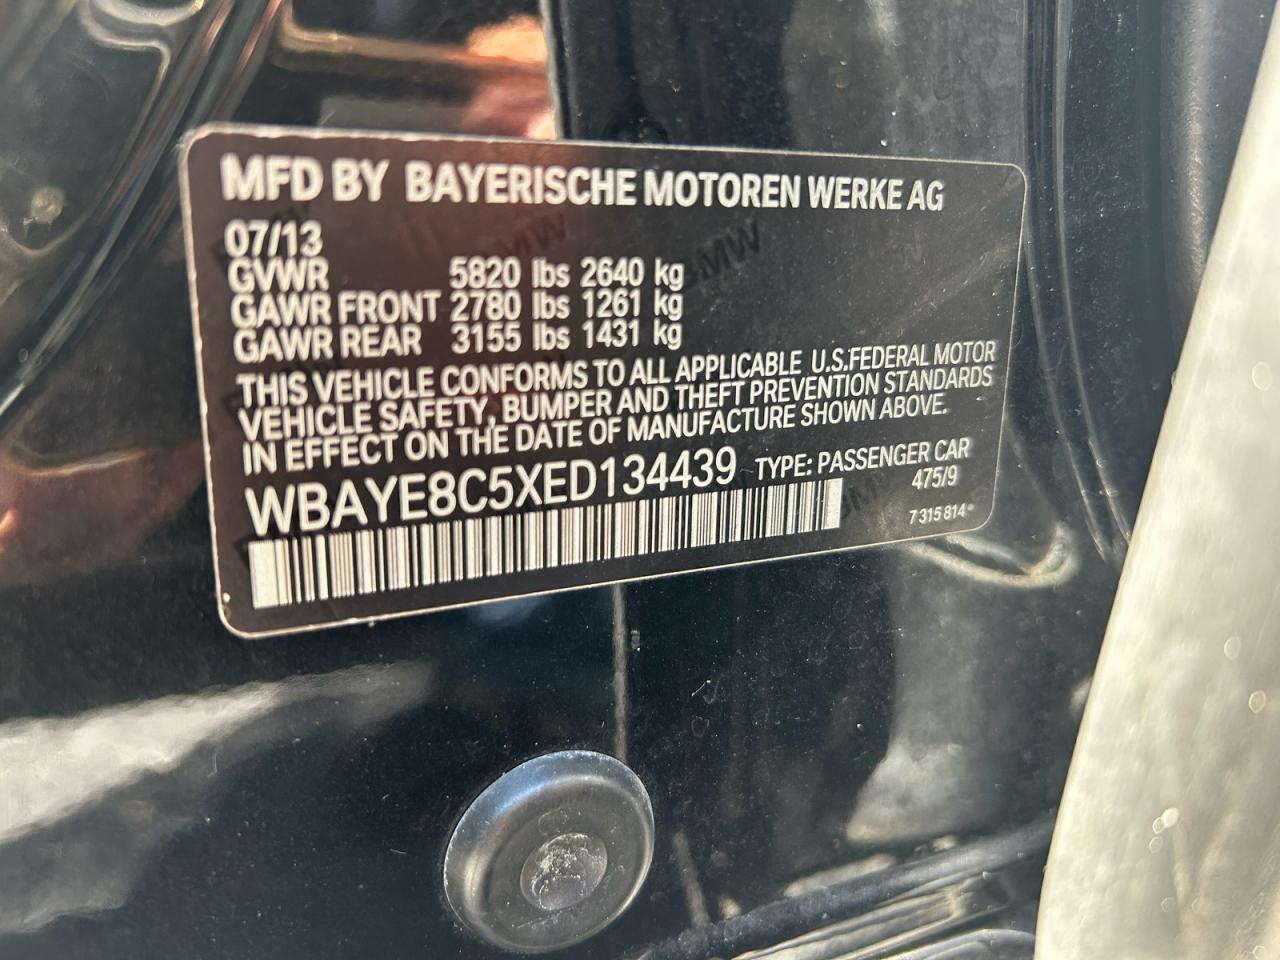 MFD BY BAYERISCHE MOTOREN WERKE AG
07/13
GVWR 5820 lbs 2640 kg
GAWR FRONT 2780 lbs 1261 kg
GAWR REAR 3155 lbs 1431 kg
THIS VEHICLE CONFORMS TO ALL APPLICABLE U.S.FEDERAL MOTOR
VEHICLE SAFETY, BUMPER AND THEFT PREVENTION STANDARDS
IN EFFECT ON THE DATE OF MANUFACTURE SHOWN ABOVE.
WBAYE8C5XED134439 TYPE: PASSENGER CAR
475/9
7 315 814